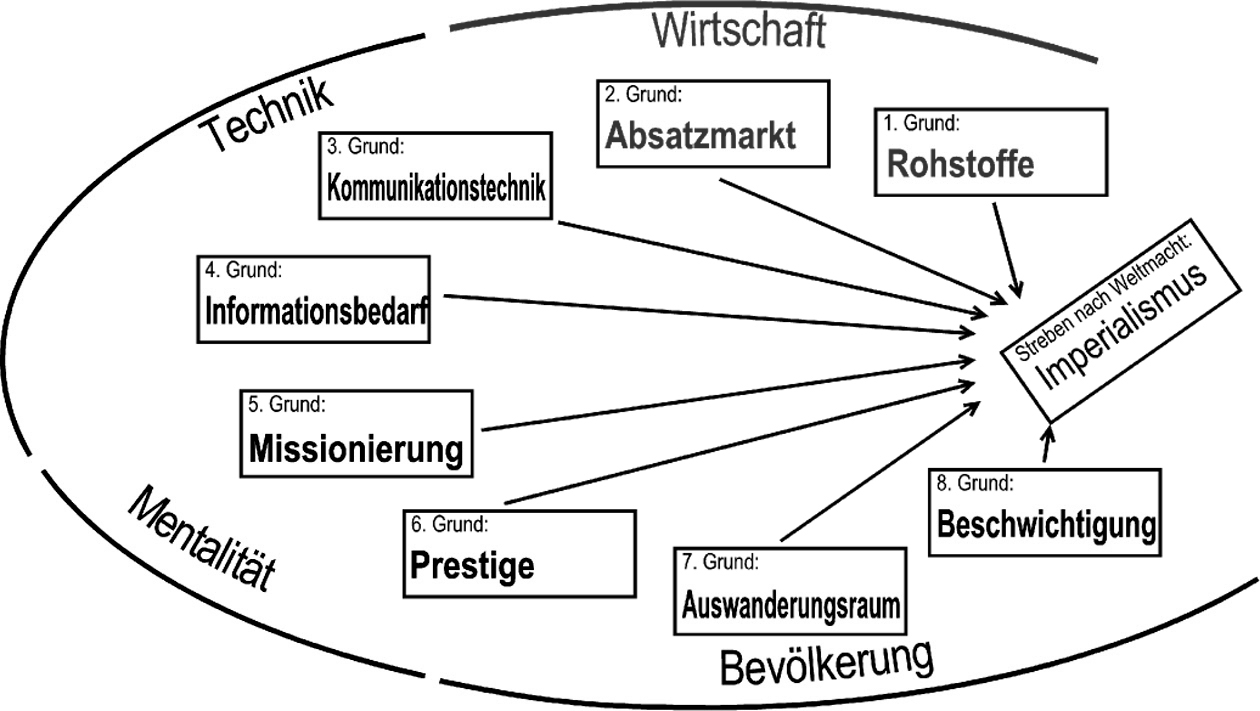 Wirtschaft
Technik
2. Grund:
Absatzmarkt
1. Grund:
Rohstoffe
3. Grund:
Kommunikationstechnik
4. Grund:
Informationsbedarf
Streben nach Weltmacht:
Imperialismus
5. Grund:
Missionierung
Mentalität
6. Grund:
Prestige
7. Grund:
Auswanderungsraum
8. Grund:
Beschwichtigung
Bevölkerung